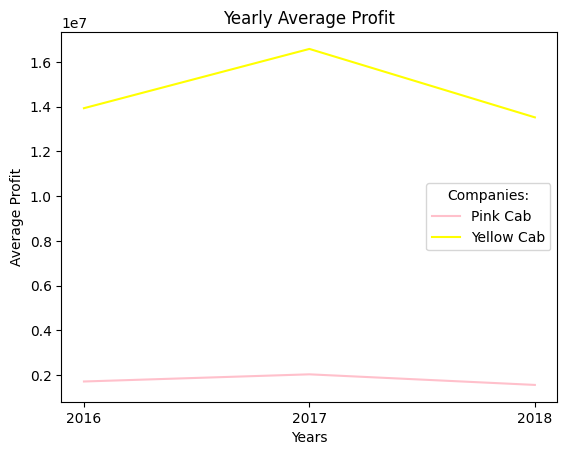 Yearly Average Profit
1e7
1.6
1.4
1.2
1.0
0.8
0.6
0.4
0.2
Average Profit
Companies:
Pink Cab
Yellow Cab
2016 2017 2018
Years